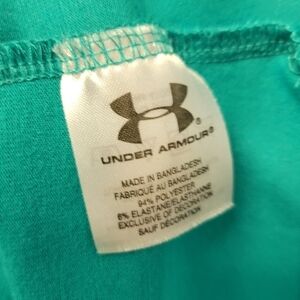 UNDER ARMOUR®
MADE IN BANGLADESH
FABRIQUÉ AU BANGLADESH
94% POLYESTER
6% ELASTANE/ELASTHANNE
EXCLUSIVE OF DECORATION
SAUF DÉCORATION